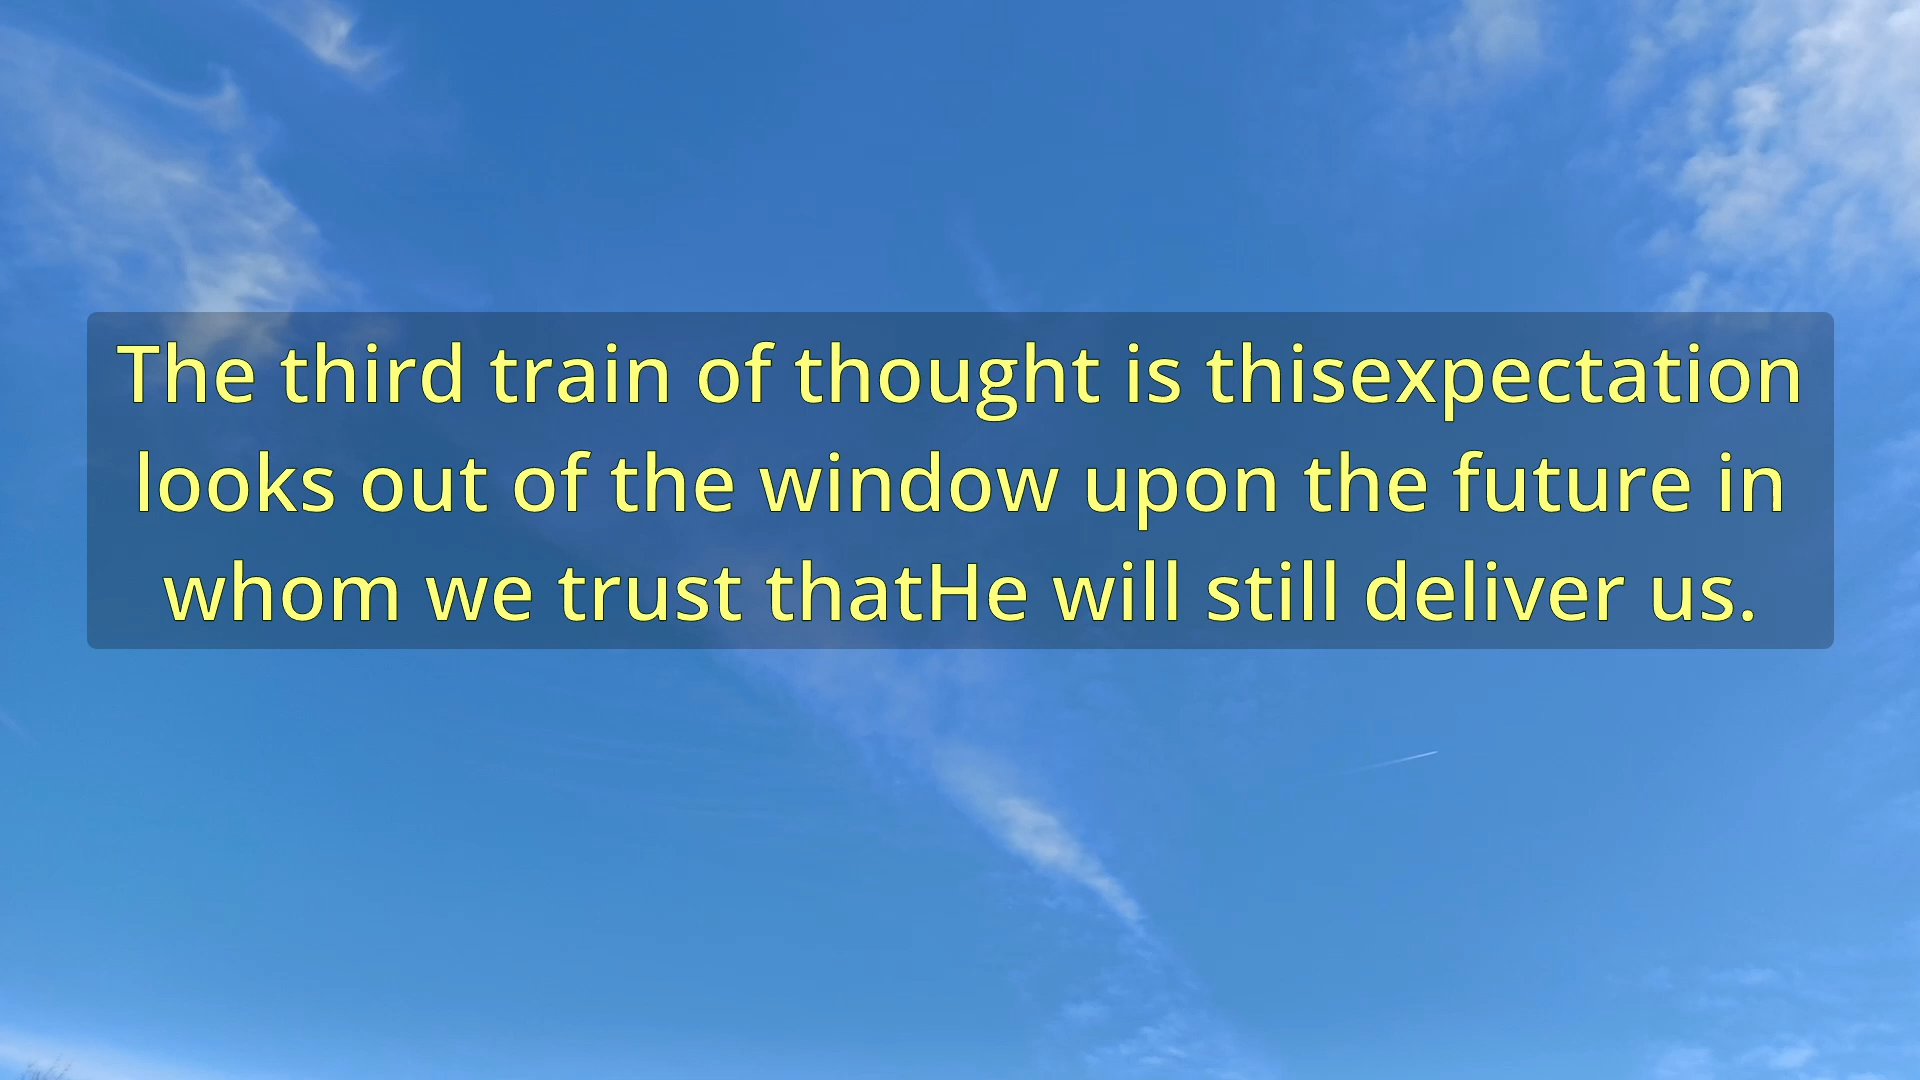 The third train of thought is thisexpectation
looks out of the window upon the future in
whom we trust thatHe will still deliver us.